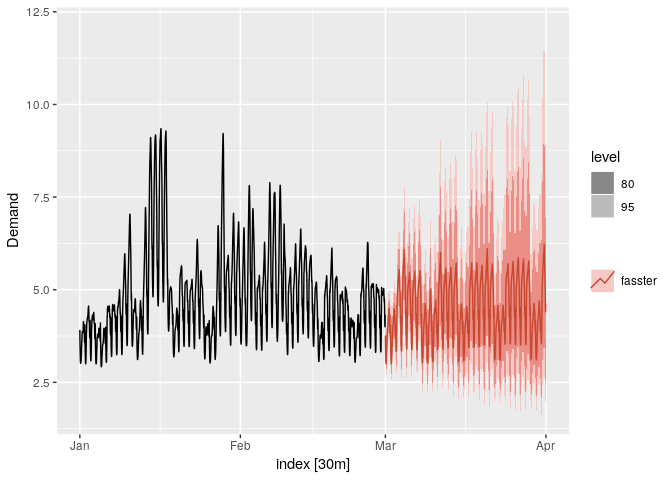 12.5
10.0
7.5
5.0
2.5
Demand
Jan
Feb
Mar
Apr
index [30m]
level
80
95
fasster